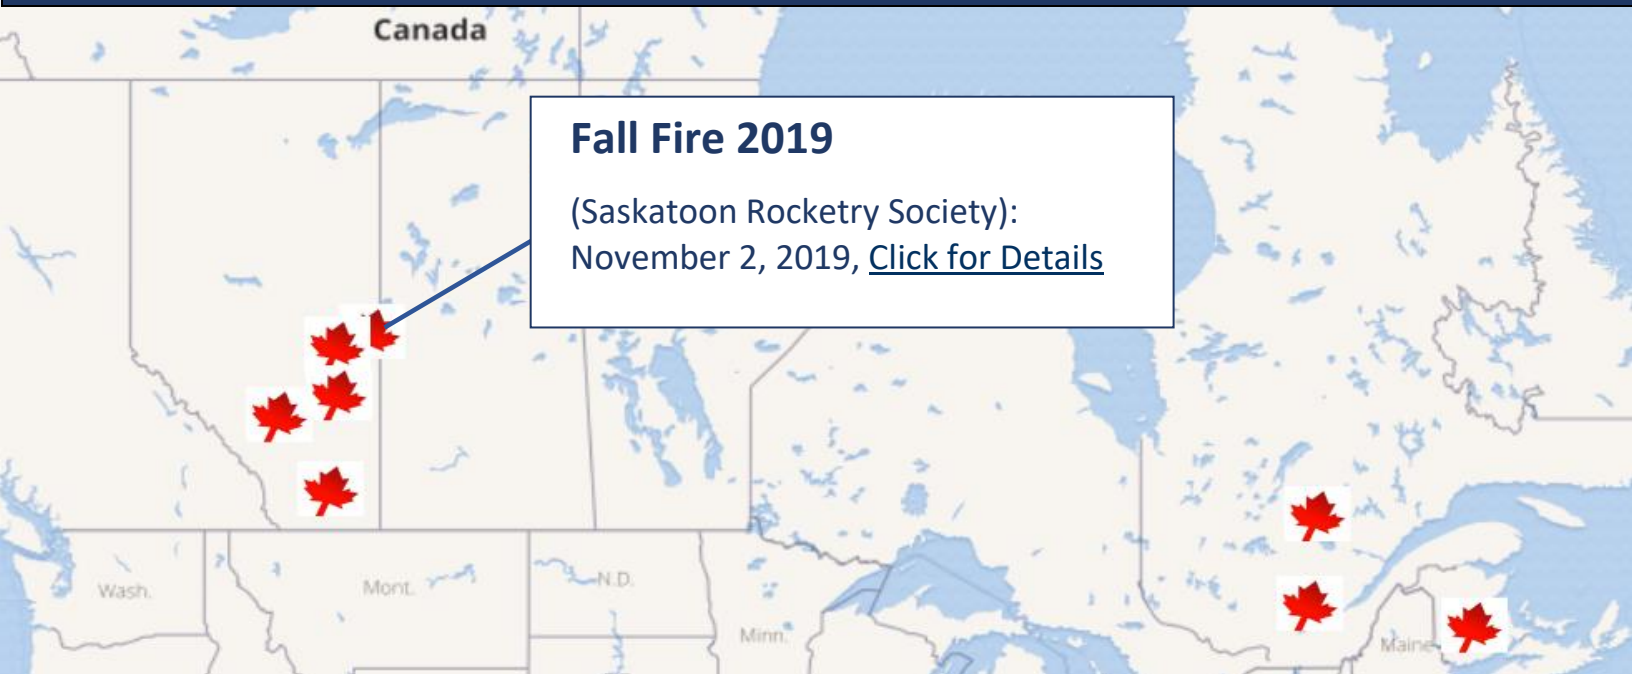 Canada
Fall Fire 2019
(Saskatoon Rocketry Society):
November 2, 2019, Click for Details
Wash.
Mont.
N.D.
Minn.
Maine